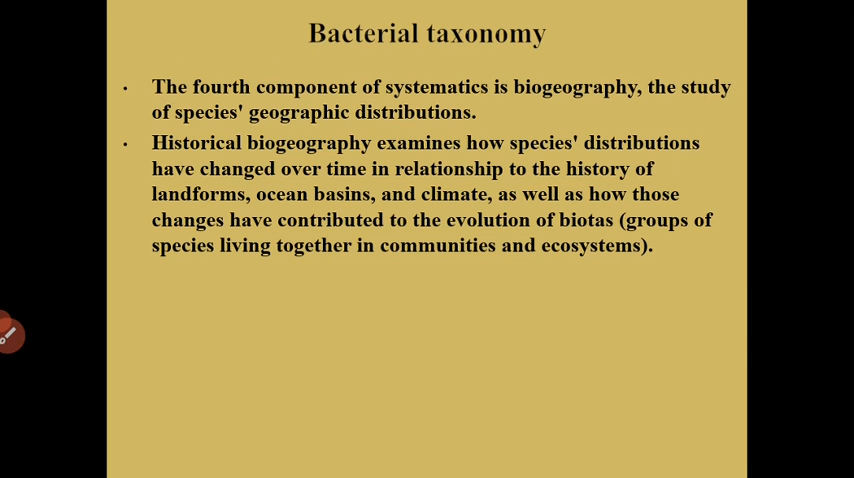 Bacterial taxonomy
• The fourth component of systematics is biogeography, the study
of species' geographic distributions.
• Historical biogeography examines how species' distributions
have changed over time in relationship to the history of
landforms, ocean basins, and climate, as well as how those
changes have contributed to the evolution of biotas (groups of
species living together in communities and ecosystems).